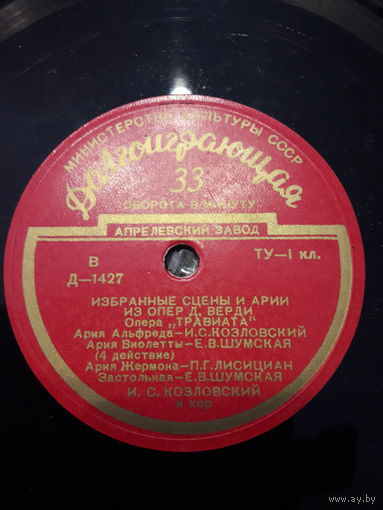 МИНИСТЕРСТВО КУЛЬТУРЫ СССР
Долгоиграющая
33
ОБОРОТА В МИНУТУ
АПРЕЛЕВСКИЙ ЗАВОД
В
ТУ—I КЛ.
Д—1427
ИЗБРАННЫЕ СЦЕНЫ И АРИИ
ИЗ ОПЕР Д. ВЕРДИ
Опера „ТРАВИАТА“
Ария Альфреда—И.С.КОЗЛОВСКИЙ
Ария Виолетты—Е.В.ШУМСКАЯ
(4 действие)
Ария Жермона—П.Г.ЛИСИЦИАН
Застольная—Е.В.ШУМСКАЯ
И. С. КОЗЛОВСКИЙ
и хор
www.ay.by